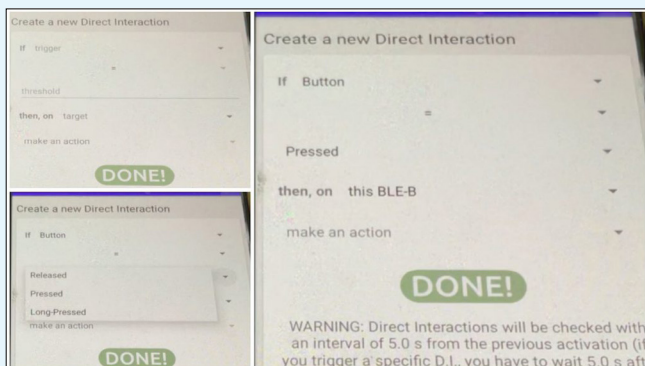 Create a new Direct Interaction
If trigger
=
threshold
then, on target
make an action
DONE!
Create a new Direct Interaction
If Button
=
Released
Pressed
Long-Pressed
make an action
DONE!
Create a new Direct Interaction
If Button
=
Pressed
then, on this BLE-B
make an action
DONE!
WARNING: Direct Interactions will be checked with
an interval of 5.0 s from the previous activation (if
you trigger a specific D.I., you have to wait 5.0 s aft